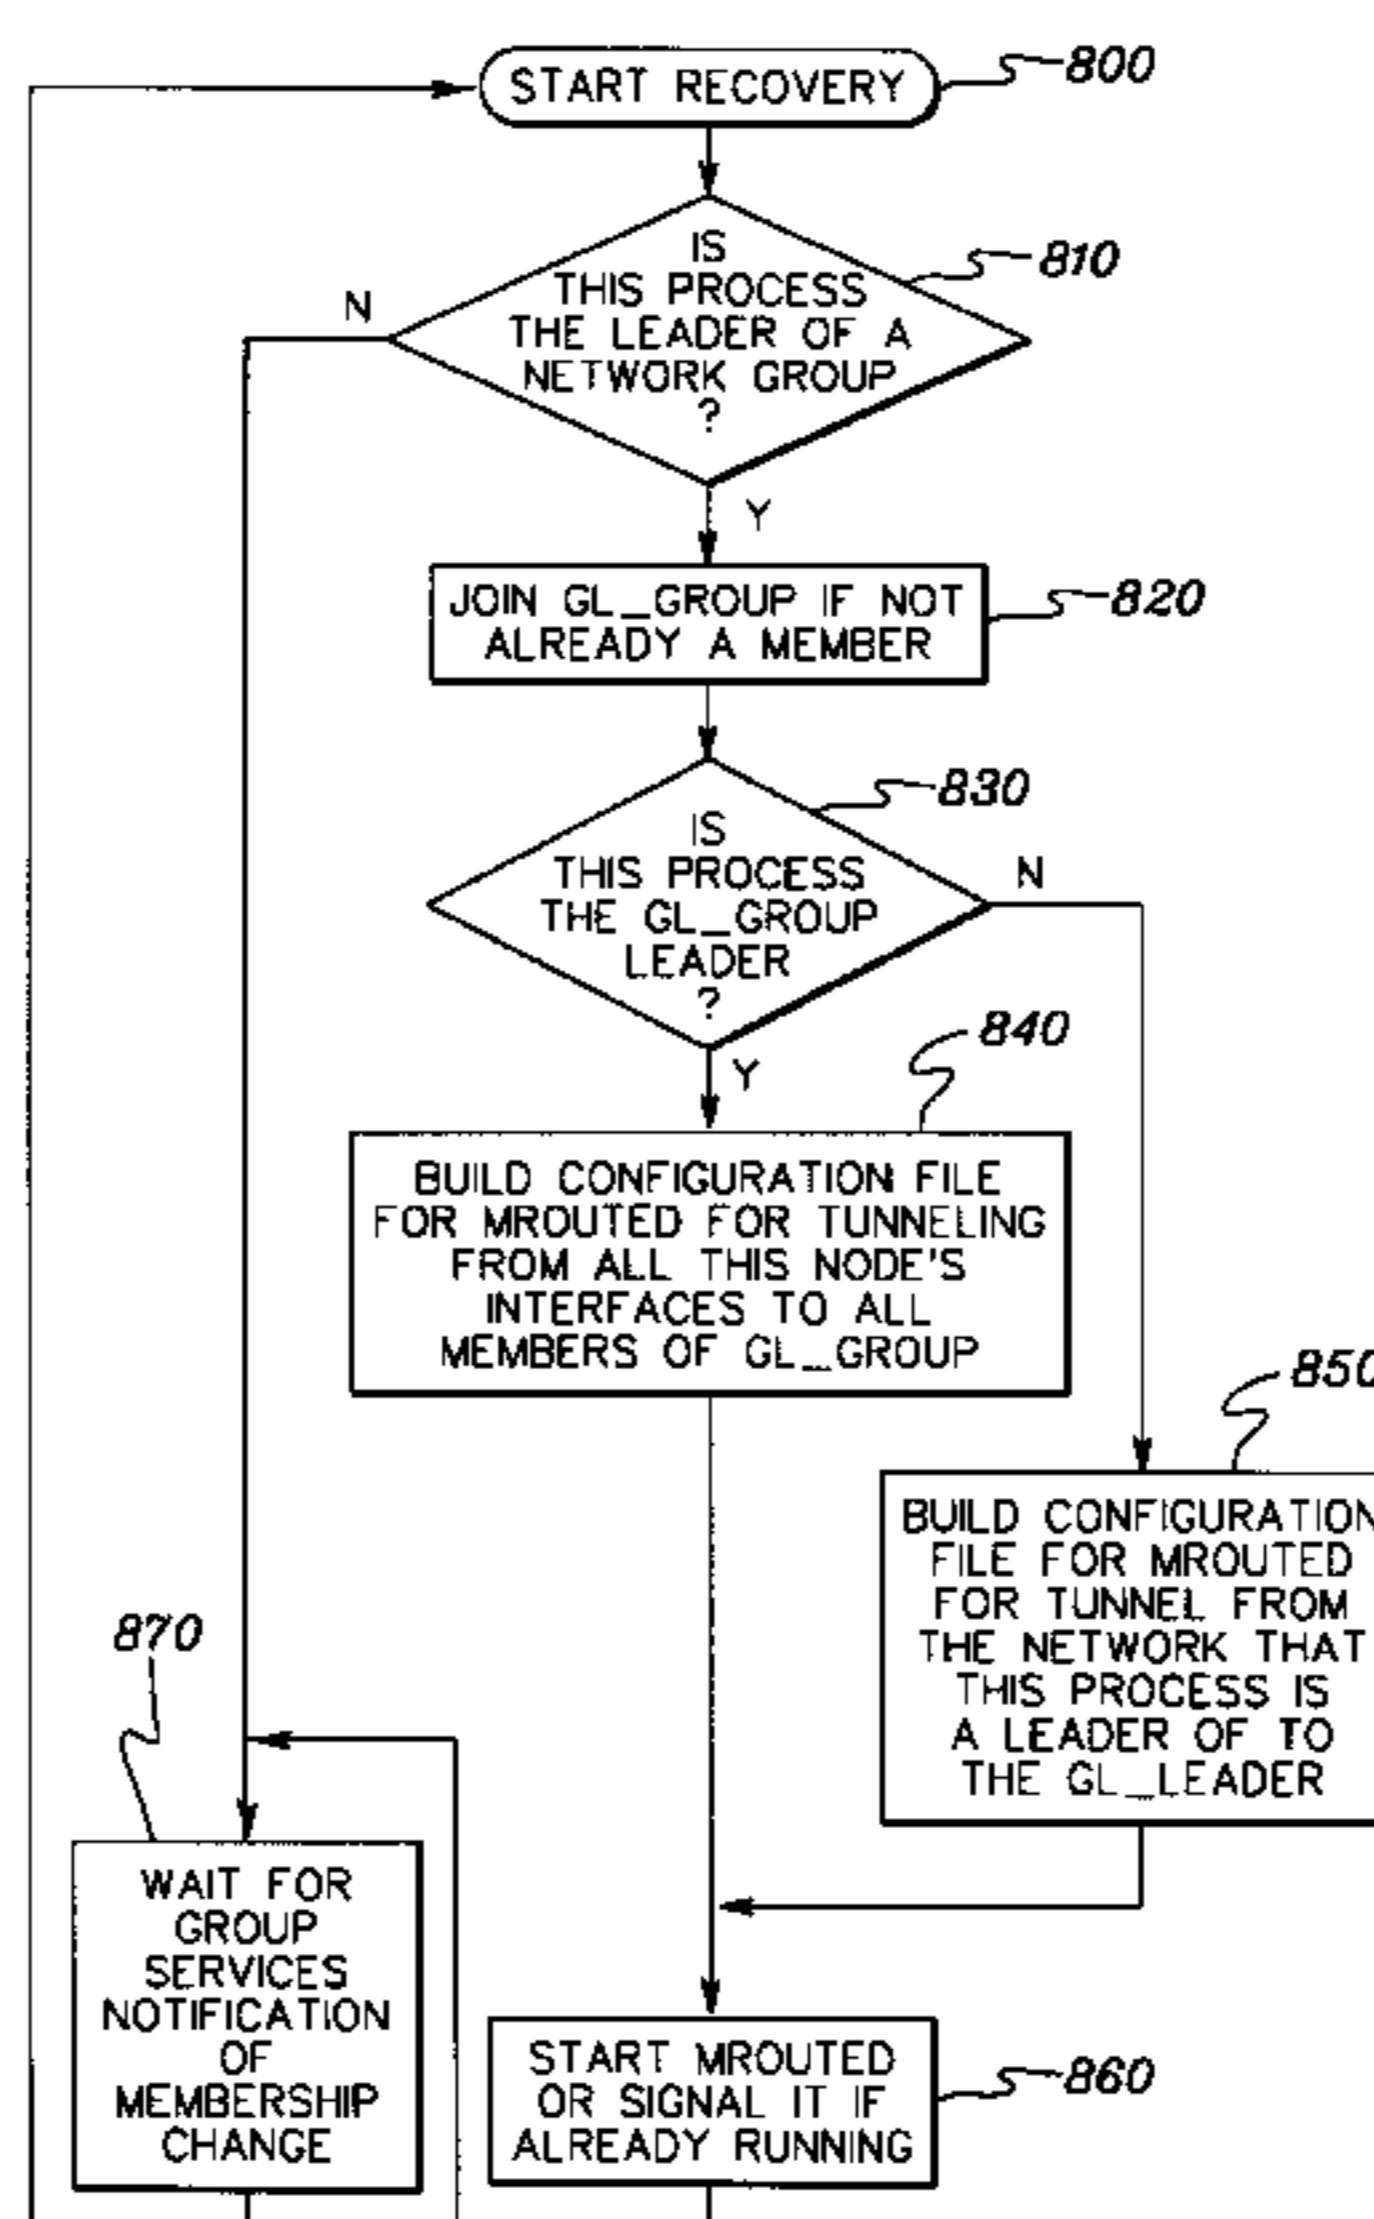 START RECOVERY
800
IS
THIS PROCESS
THE LEADER OF A
NETWORK GROUP
?
810
N
Y
JOIN GL_GROUP IF NOT
ALREADY A MEMBER
820
IS
THIS PROCESS
THE GL_GROUP
LEADER
?
830
N
Y
840
BUILD CONFIGURATION FILE
FOR MROUTED FOR TUNNELING
FROM ALL THIS NODE'S
INTERFACES TO ALL
MEMBERS OF GL_GROUP
850
BUILD CONFIGURATION
FILE FOR MROUTED
FOR TUNNEL FROM
THE NETWORK THAT
THIS PROCESS IS
A LEADER OF TO
THE GL_LEADER
870
WAIT FOR
GROUP
SERVICES
NOTIFICATION
OF
MEMBERSHIP
CHANGE
START MROUTED
OR SIGNAL IT IF
ALREADY RUNNING
860